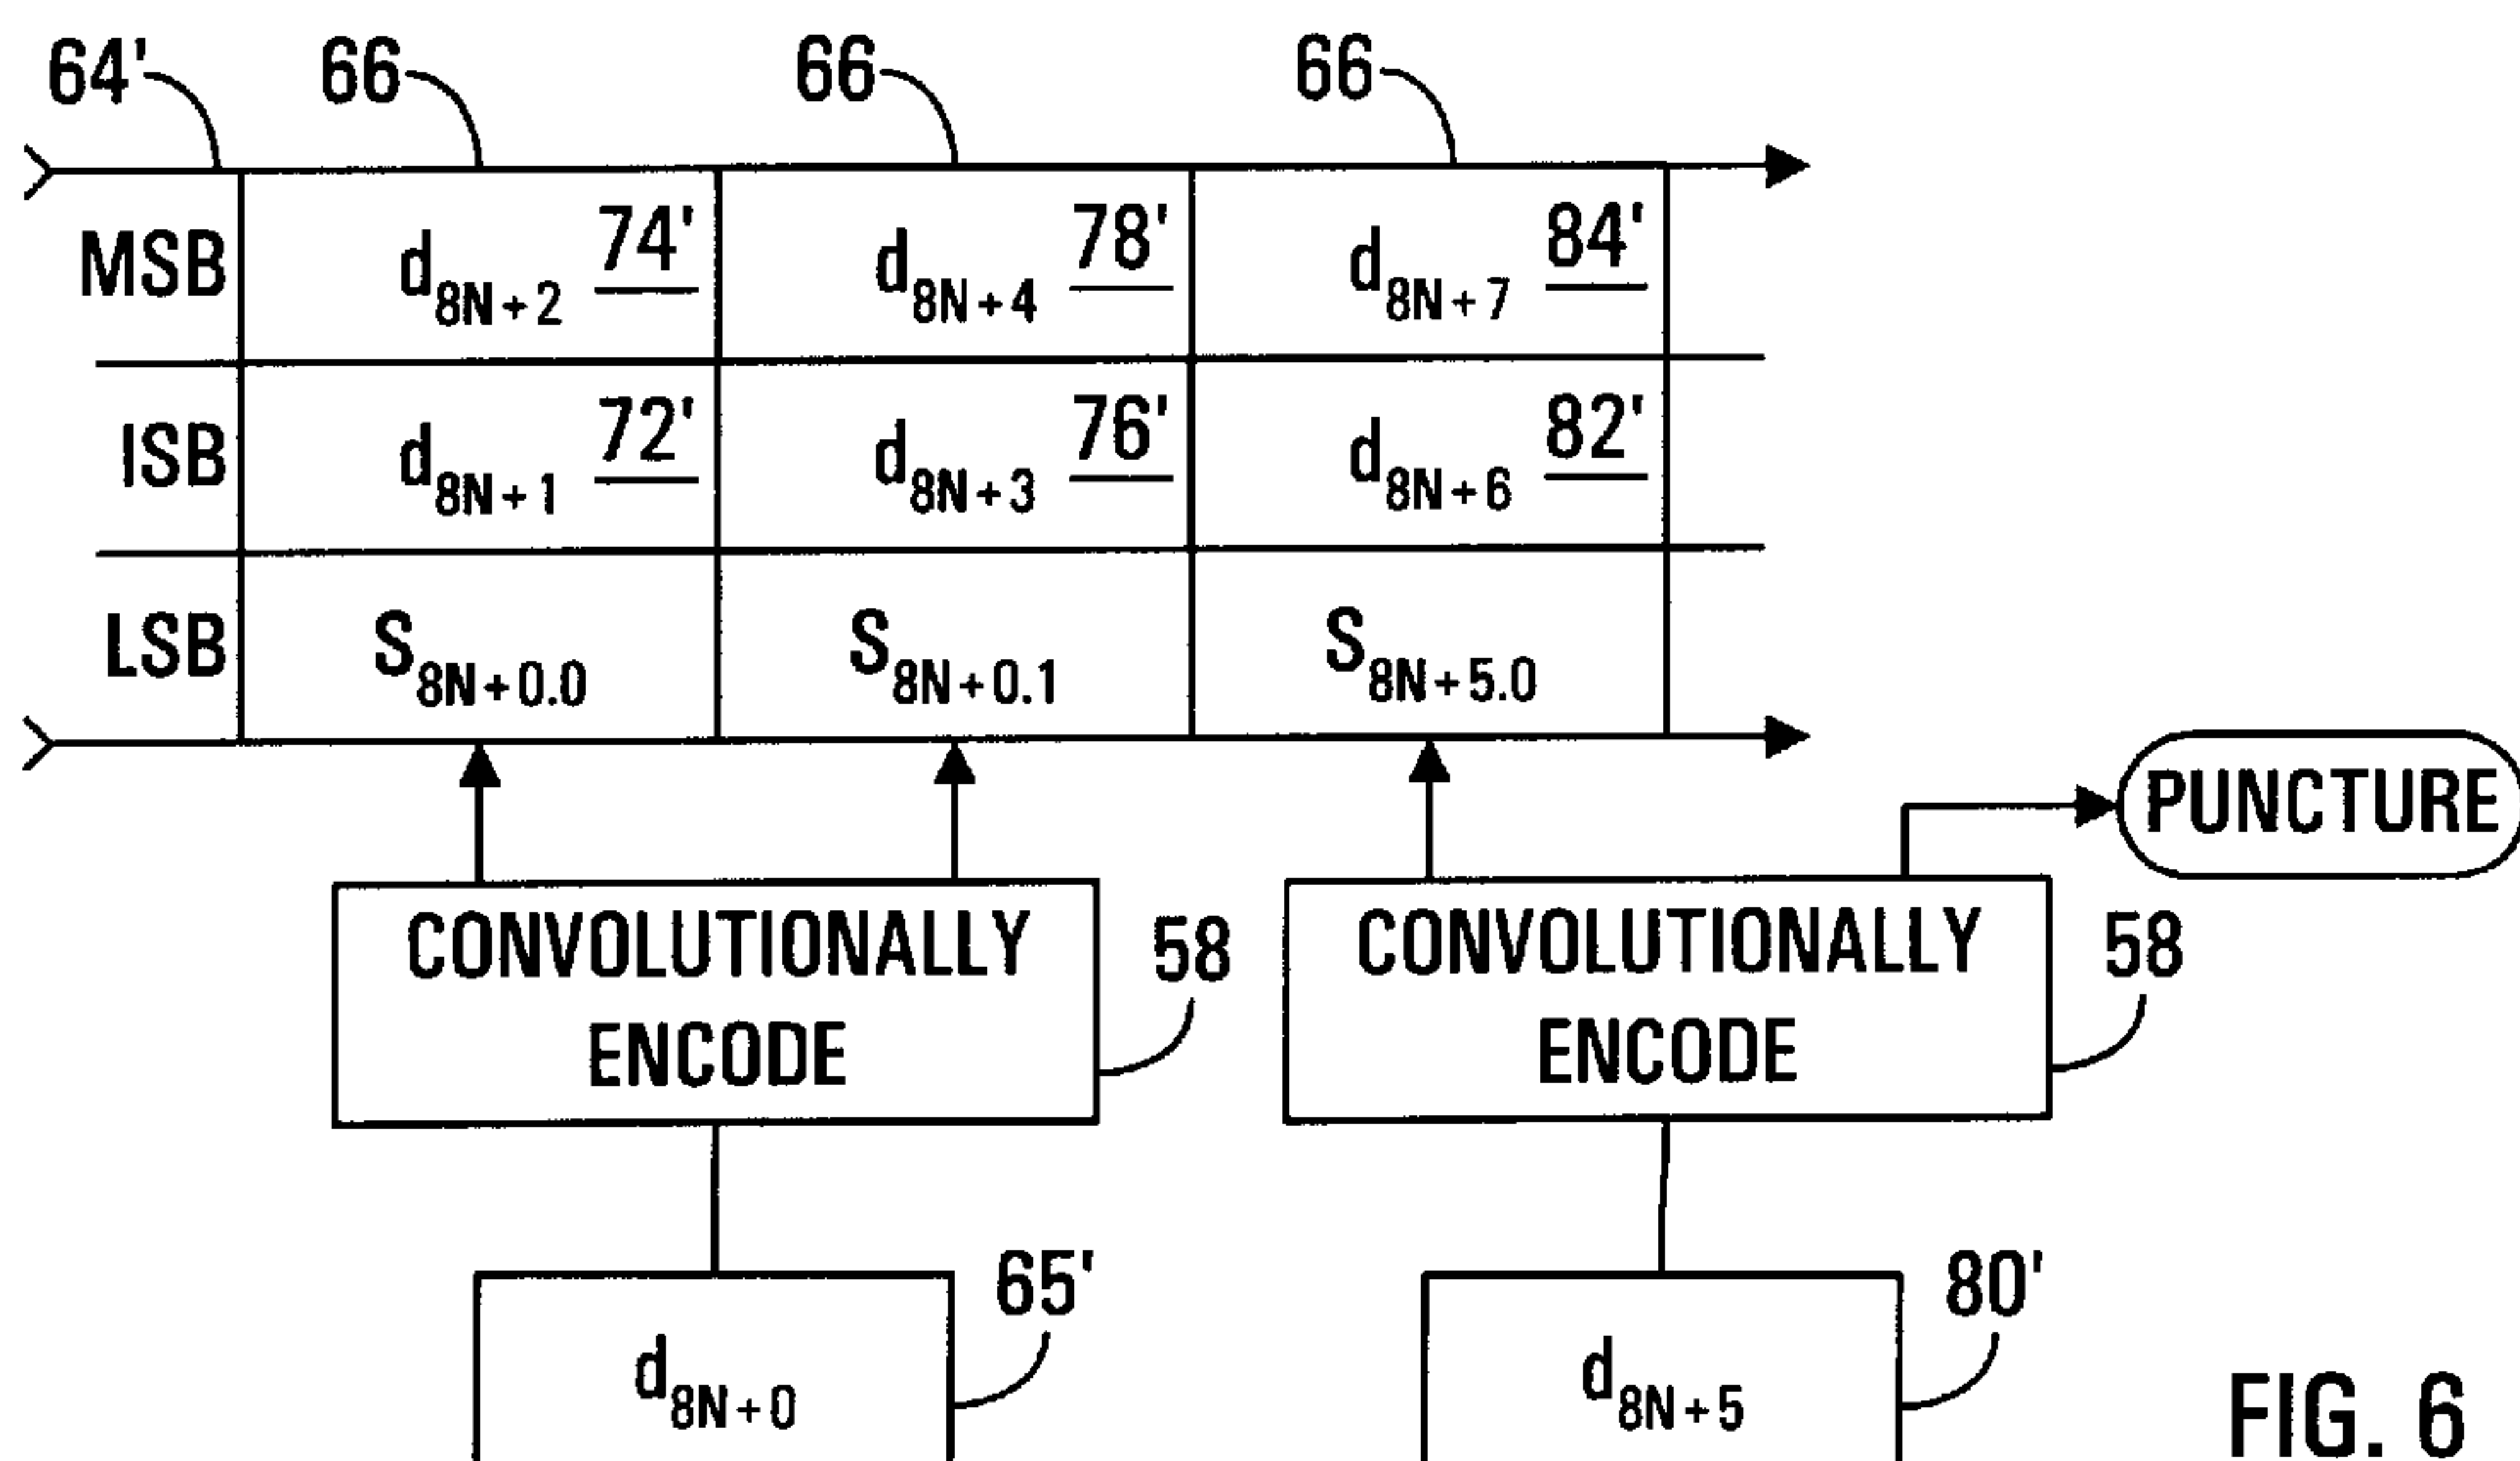 64' 66 66 66
MSB d8N+2 74' d8N+4 78' d8N+7 84'
ISB d8N+1 72' d8N+3 76' d8N+6 82'
LSB S8N+0.0 S8N+0.1 S8N+5.0
PUNCTURE
CONVOLUTIONALLY
ENCODE
58
CONVOLUTIONALLY
ENCODE
58
65'
d8N+0
80'
d8N+5
FIG. 6